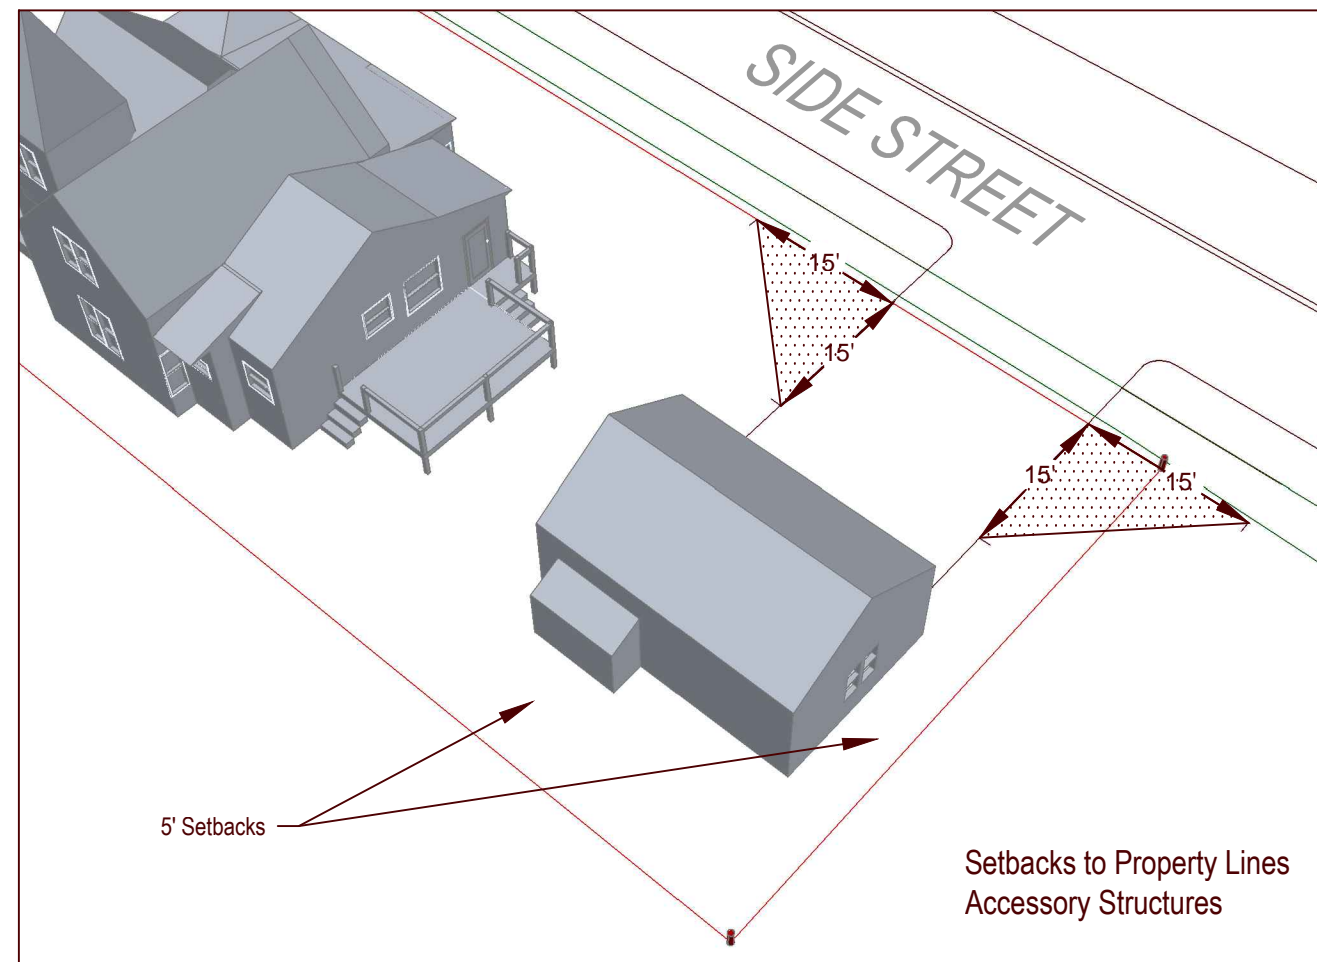 SIDE STREET
15'
15'
15'
15'
5' Setbacks
Setbacks to Property Lines
Accessory Structures